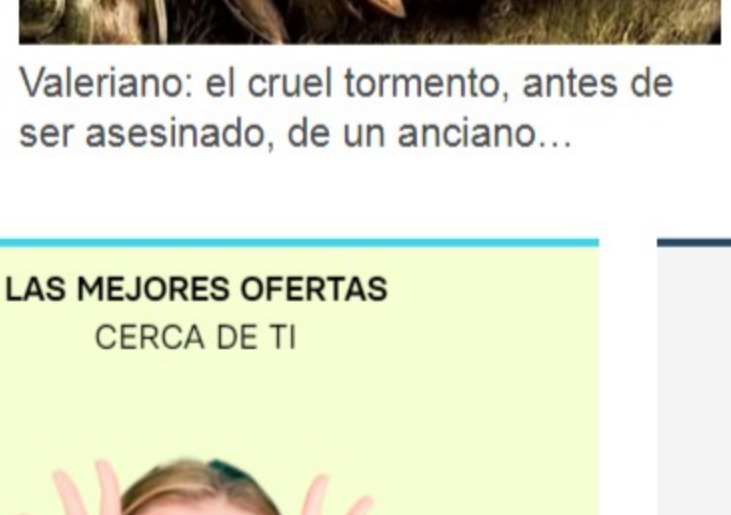 Valeriano: el cruel tormento, antes de
ser asesinado, de un anciano...
LAS MEJORES OFERTAS
CERCA DE TI